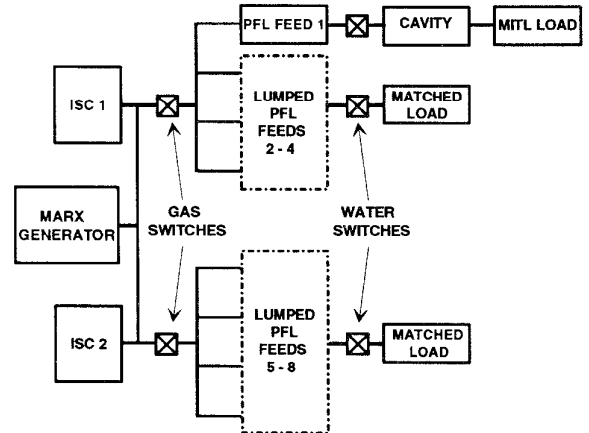 PFL FEED 1
CAVITY
MITL LOAD
ISC 1
LUMPED
PFL
FEEDS
2 - 4
MATCHED
LOAD
MARX
GENERATOR
GAS
SWITCHES
WATER
SWITCHES
ISC 2
LUMPED
PFL
FEEDS
5 - 8
MATCHED
LOAD